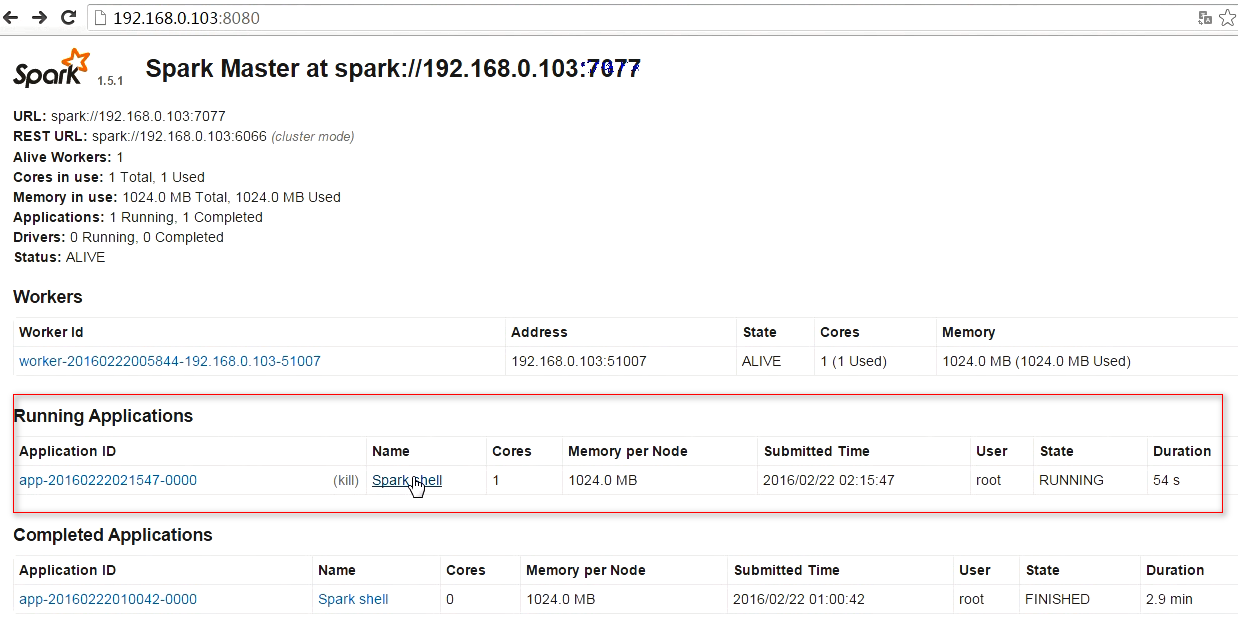 192.168.0.103:8080
Spark 1.5.1 Spark Master at spark://192.168.0.103:7077
URL: spark://192.168.0.103:7077
REST URL: spark://192.168.0.103:6066 (cluster mode)
Alive Workers: 1
Cores in use: 1 Total, 1 Used
Memory in use: 1024.0 MB Total, 1024.0 MB Used
Applications: 1 Running, 1 Completed
Drivers: 0 Running, 0 Completed
Status: ALIVE
Workers
Worker Id Address State Cores Memory
worker-20160222005844-192.168.0.103-51007 192.168.0.103:51007 ALIVE 1 (1 Used) 1024.0 MB (1024.0 MB Used)
Running Applications
Application ID Name Cores Memory per Node Submitted Time User State Duration
app-20160222021547-0000 (kill) Spark shell 1 1024.0 MB 2016/02/22 02:15:47 root RUNNING 54 s
Completed Applications
Application ID Name Cores Memory per Node Submitted Time User State Duration
app-20160222010042-0000 Spark shell 0 1024.0 MB 2016/02/22 01:00:42 root FINISHED 2.9 min